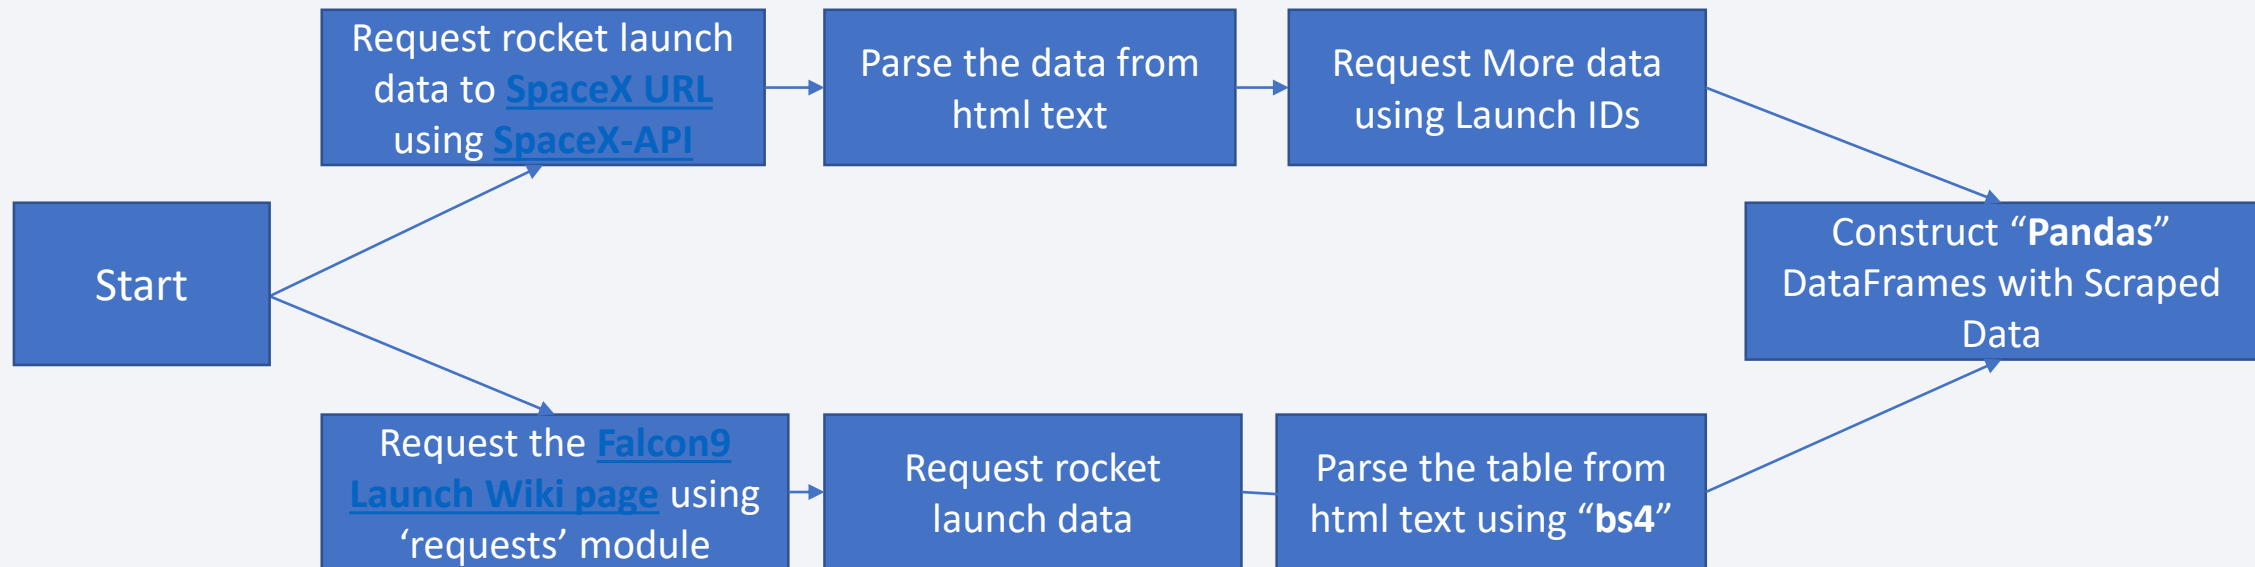 Request rocket launch
data to SpaceX URL
using SpaceX-API
Parse the data from
html text
Request More data
using Launch IDs
Start
Construct “Pandas”
DataFrames with Scraped
Data
Request the Falcon9
Launch Wiki page using
‘requests’ module
Request rocket
launch data
Parse the table from
html text using “bs4”